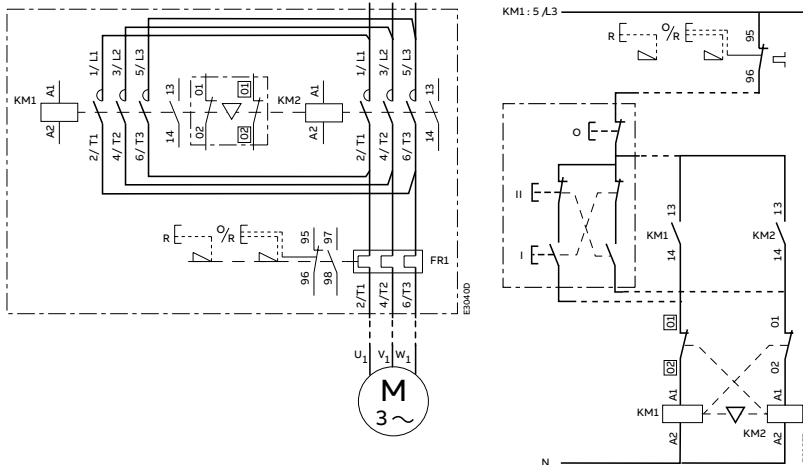 1/ L1
3/ L2
5/ L3
KM1
A1
A2
13
14
2/ T1
4/ T2
6/ T3
01
01
02
02
KM2
A1
A2
1/ L1
3/ L2
5/ L3
13
14
2/ T1
4/ T2
6/ T3
R
O/R
95
97
96
98
FR1
2/T1
4/T2
6/T3
E3040D
U1
V1
W1
M
3~
KM1 : 5 /L3
R
O/R
95
96
O
II
I
13
KM1
14
13
KM2
14
01
02
01
02
A1
KM1
A2
A1
KM2
A2
N